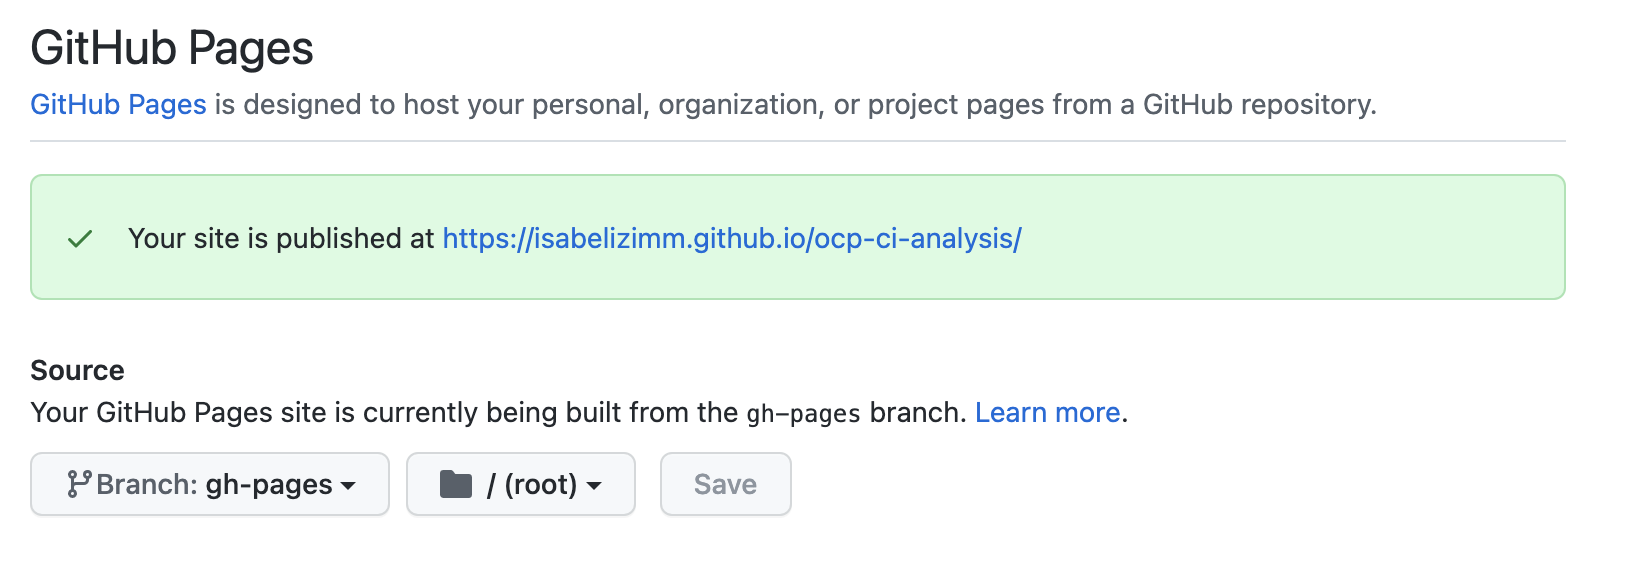 GitHub Pages
GitHub Pages is designed to host your personal, organization, or project pages from a GitHub repository.
Your site is published at https://isabelizimm.github.io/ocp-ci-analysis/
Source
Your GitHub Pages site is currently being built from the gh-pages branch. Learn more.
Branch: gh-pages / (root) Save